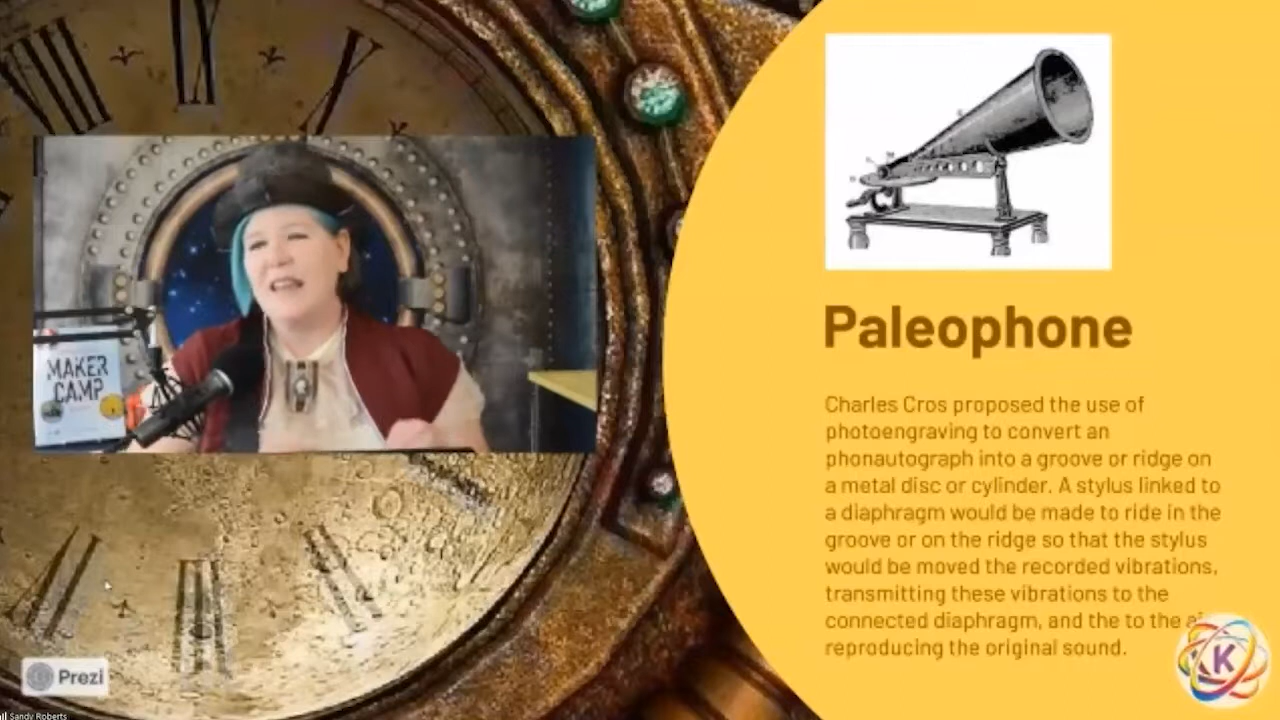 MAKER
CAMP
Paleophone
Charles Cros proposed the use of
photoengraving to convert an
phonautograph into a groove or ridge on
a metal disc or cylinder. A stylus linked to
a diaphragm would be made to ride in the
groove or on the ridge so that the stylus
would be moved the recorded vibrations,
transmitting these vibrations to the
connected diaphragm, and the to the
reproducing the original sound.
K
Prezi
Sandy Roberts